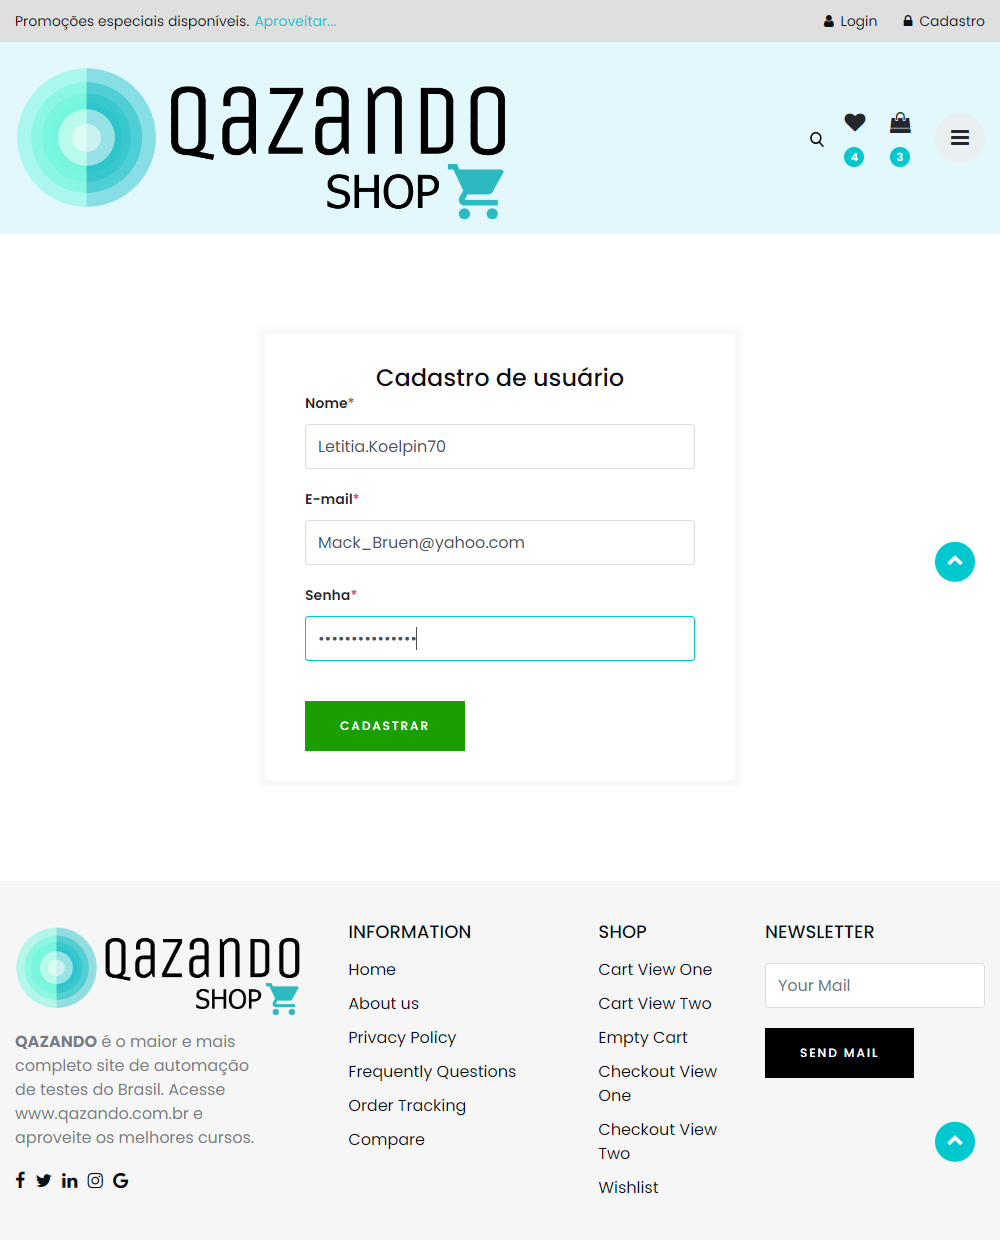 Promoções especiais disponíveis. Aproveitar...
Login
Cadastro
QAZANDO
SHOP
4
3
Cadastro de usuário
Nome*
Letitia.Koelpin70
E-mail*
Mack_Bruen@yahoo.com
Senha*
•••••••••••••••
CADASTRAR
QAZANDO
SHOP
QAZANDO é o maior e mais
completo site de automação
de testes do Brasil. Acesse
www.qazando.com.br e
aproveite os melhores cursos.
INFORMATION
Home
About us
Privacy Policy
Frequently Questions
Order Tracking
Compare
SHOP
Cart View One
Cart View Two
Empty Cart
Checkout View
One
Checkout View
Two
Wishlist
NEWSLETTER
Your Mail
SEND MAIL